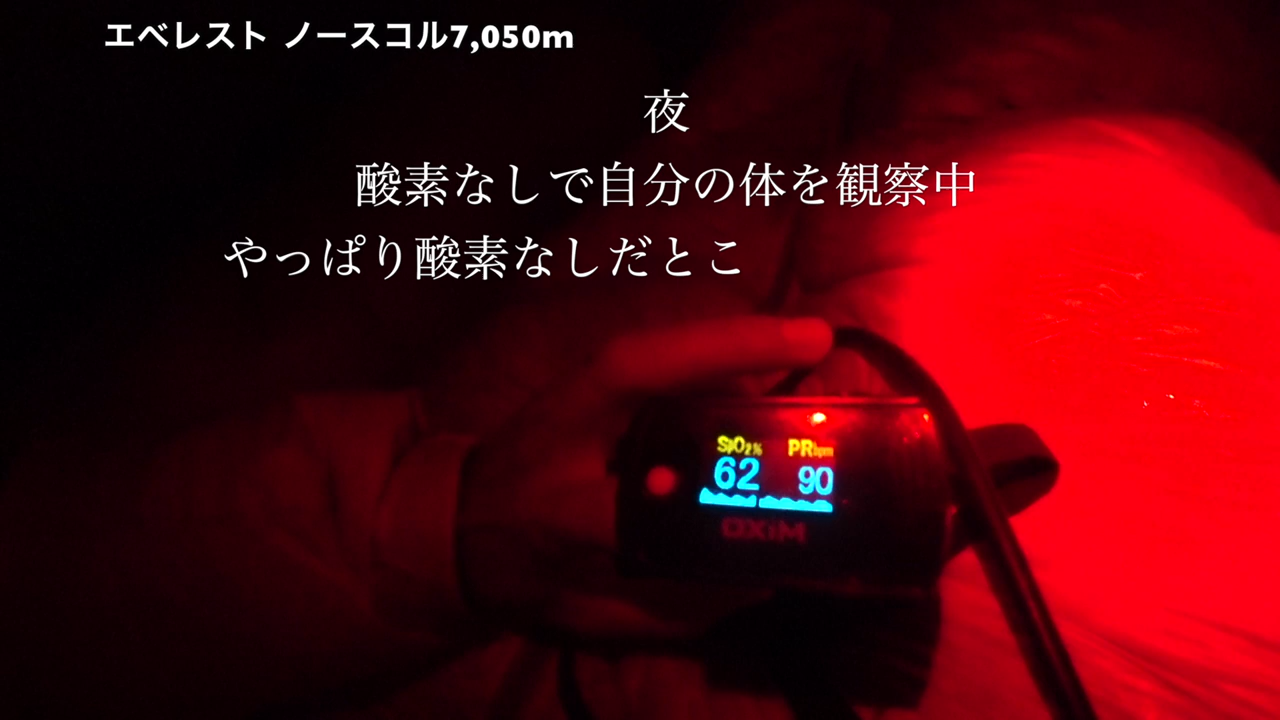 エベレスト ノースコル7,050m
夜
酸素なしで自分の体を観察中
やっぱり酸素なしだとこ
SpO2% PRbpm
62 90
OXiM